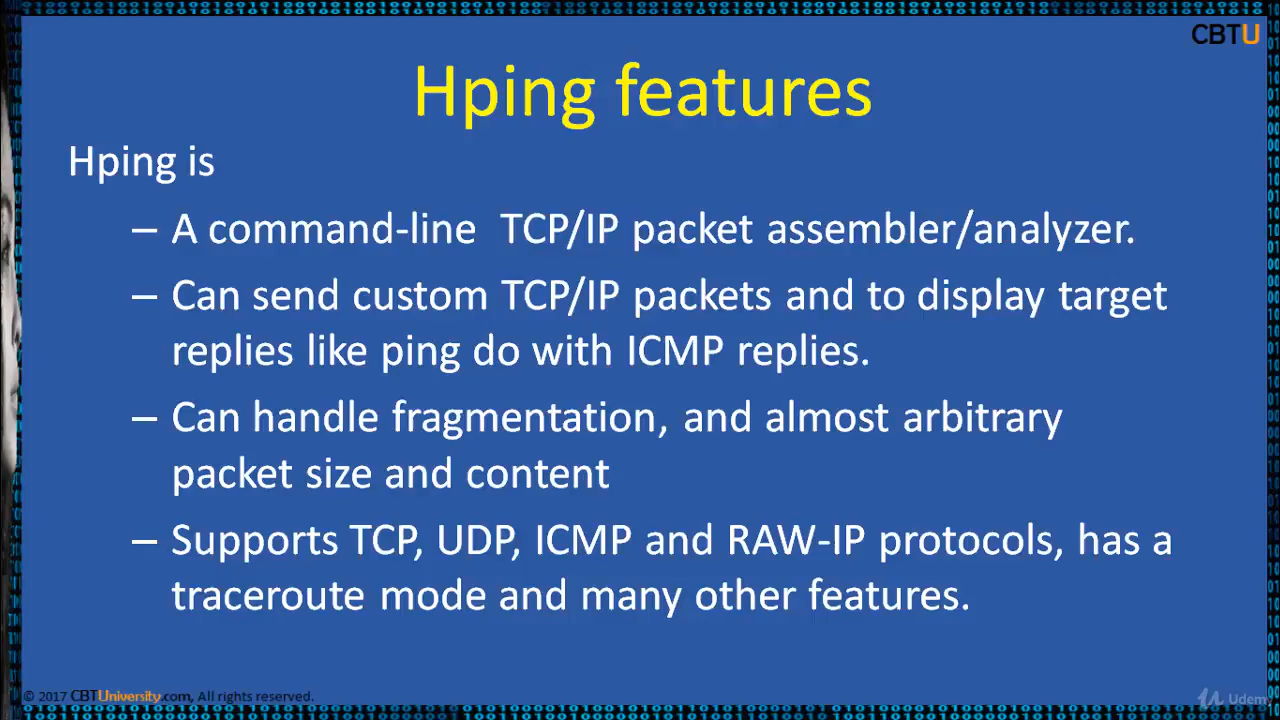 CBTU
Hping features
Hping is
– A command-line TCP/IP packet assembler/analyzer.
– Can send custom TCP/IP packets and to display target
replies like ping do with ICMP replies.
– Can handle fragmentation, and almost arbitrary
packet size and content
– Supports TCP, UDP, ICMP and RAW-IP protocols, has a
traceroute mode and many other features.
© 2017 CBTUniversity.com, All rights reserved.
Udemy